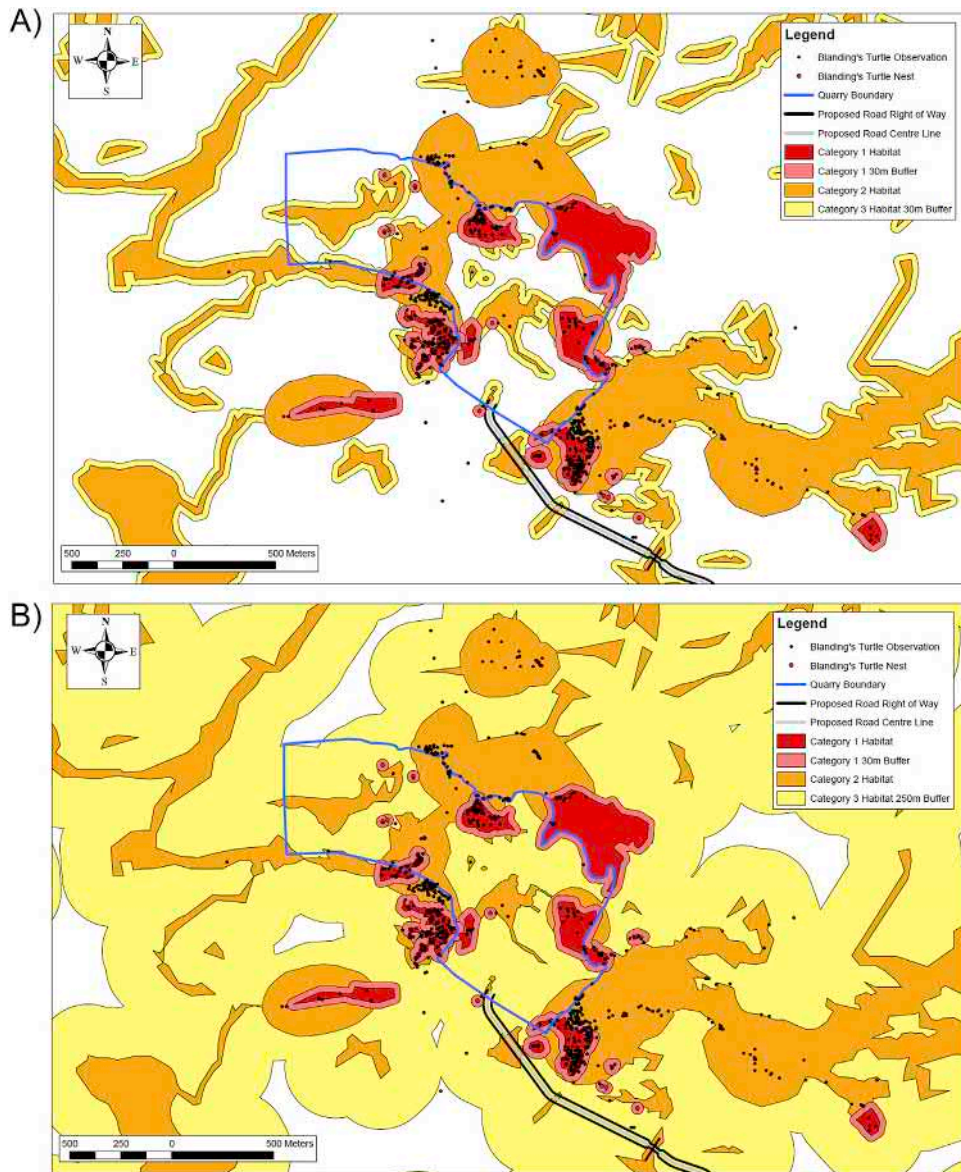 A)
N
W E
S
Legend
Blanding's Turtle Observation
Blanding's Turtle Nest
Quarry Boundary
Proposed Road Right of Way
Proposed Road Centre Line
Category 1 Habitat
Category 1 30m Buffer
Category 2 Habitat
Category 3 Habitat 30m Buffer
500 250 0 500 Meters
B)
N
W E
S
Legend
Blanding's Turtle Observation
Blanding's Turtle Nest
Quarry Boundary
Proposed Road Right of Way
Proposed Road Centre Line
Category 1 Habitat
Category 1 30m Buffer
Category 2 Habitat
Category 3 Habitat 250m Buffer
500 250 0 500 Meters